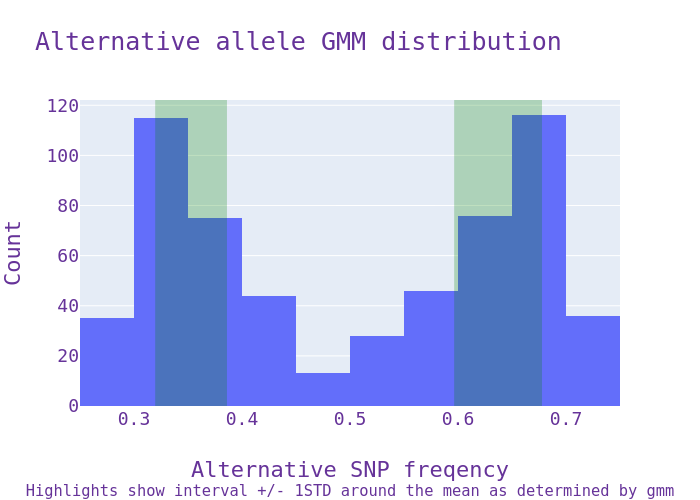 Alternative allele GMM distribution
120
100
80
60
40
20
0
Count
0.3 0.4 0.5 0.6 0.7
Alternative SNP freqency
Highlights show interval +/- 1STD around the mean as determined by gmm